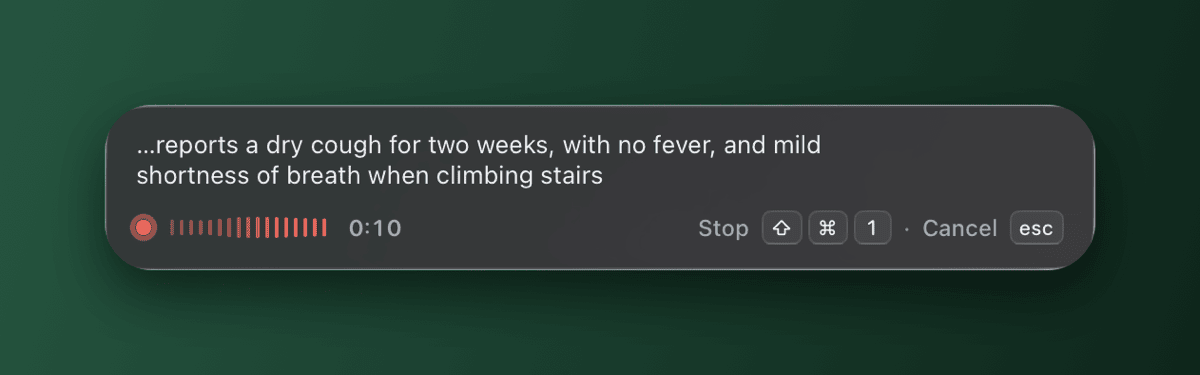 ...reports a dry cough for two weeks, with no fever, and mild
shortness of breath when climbing stairs
0:10 Stop ⇧ ⌘ 1 · Cancel esc